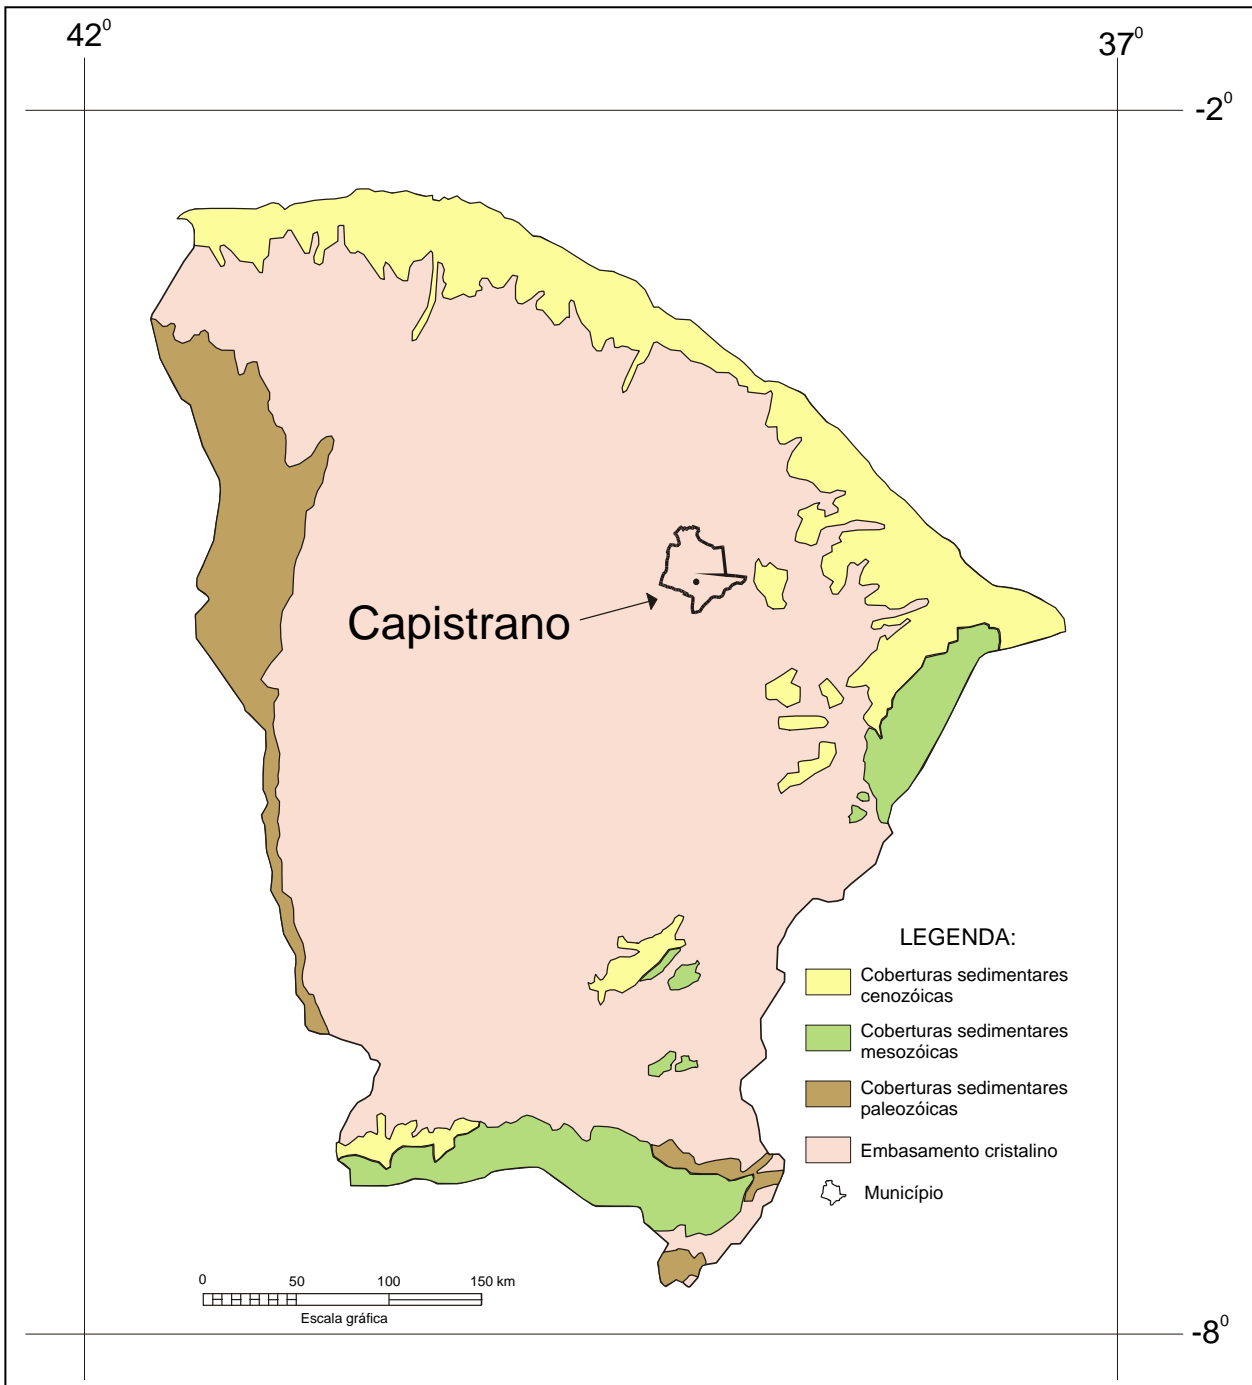 42⁰
37⁰
-2⁰
Capistrano
LEGENDA:
Coberturas sedimentares
cenozóicas
Coberturas sedimentares
mesozóicas
Coberturas sedimentares
paleozóicas
Embasamento cristalino
Município
0 50 100 150 km
Escala gráfica
-8⁰